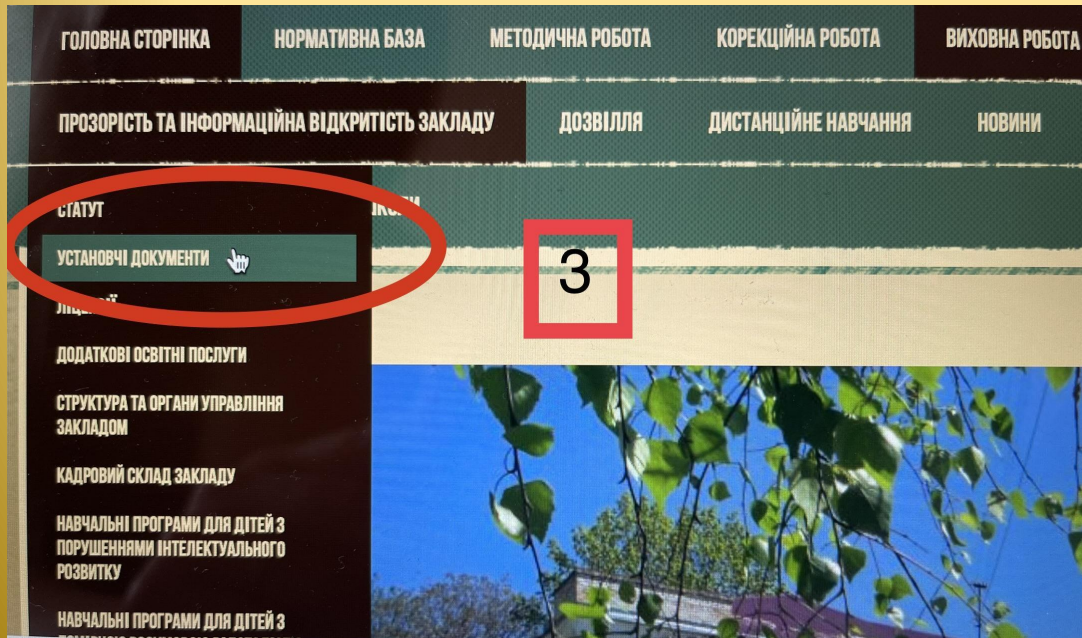 ГОЛОВНА СТОРІНКА НОРМАТИВНА БАЗА МЕТОДИЧНА РОБОТА КОРЕКЦІЙНА РОБОТА ВИХОВНА РОБОТА
ПРОЗОРІСТЬ ТА ІНФОРМАЦІЙНА ВІДКРИТІСТЬ ЗАКЛАДУ ДОЗВІЛЛЯ ДИСТАНЦІЙНЕ НАВЧАННЯ НОВИНИ
СТАТУТ
УСТАНОВЧІ ДОКУМЕНТИ
3
ДОДАТКОВІ ОСВІТНІ ПОСЛУГИ
СТРУКТУРА ТА ОРГАНИ УПРАВЛІННЯ
ЗАКЛАДОМ
КАДРОВИЙ СКЛАД ЗАКЛАДУ
НАВЧАЛЬНІ ПРОГРАМИ ДЛЯ ДІТЕЙ З
ПОРУШЕННЯМИ ІНТЕЛЕКТУАЛЬНОГО
РОЗВИТКУ
НАВЧАЛЬНІ ПРОГРАМИ ДЛЯ ДІТЕЙ З